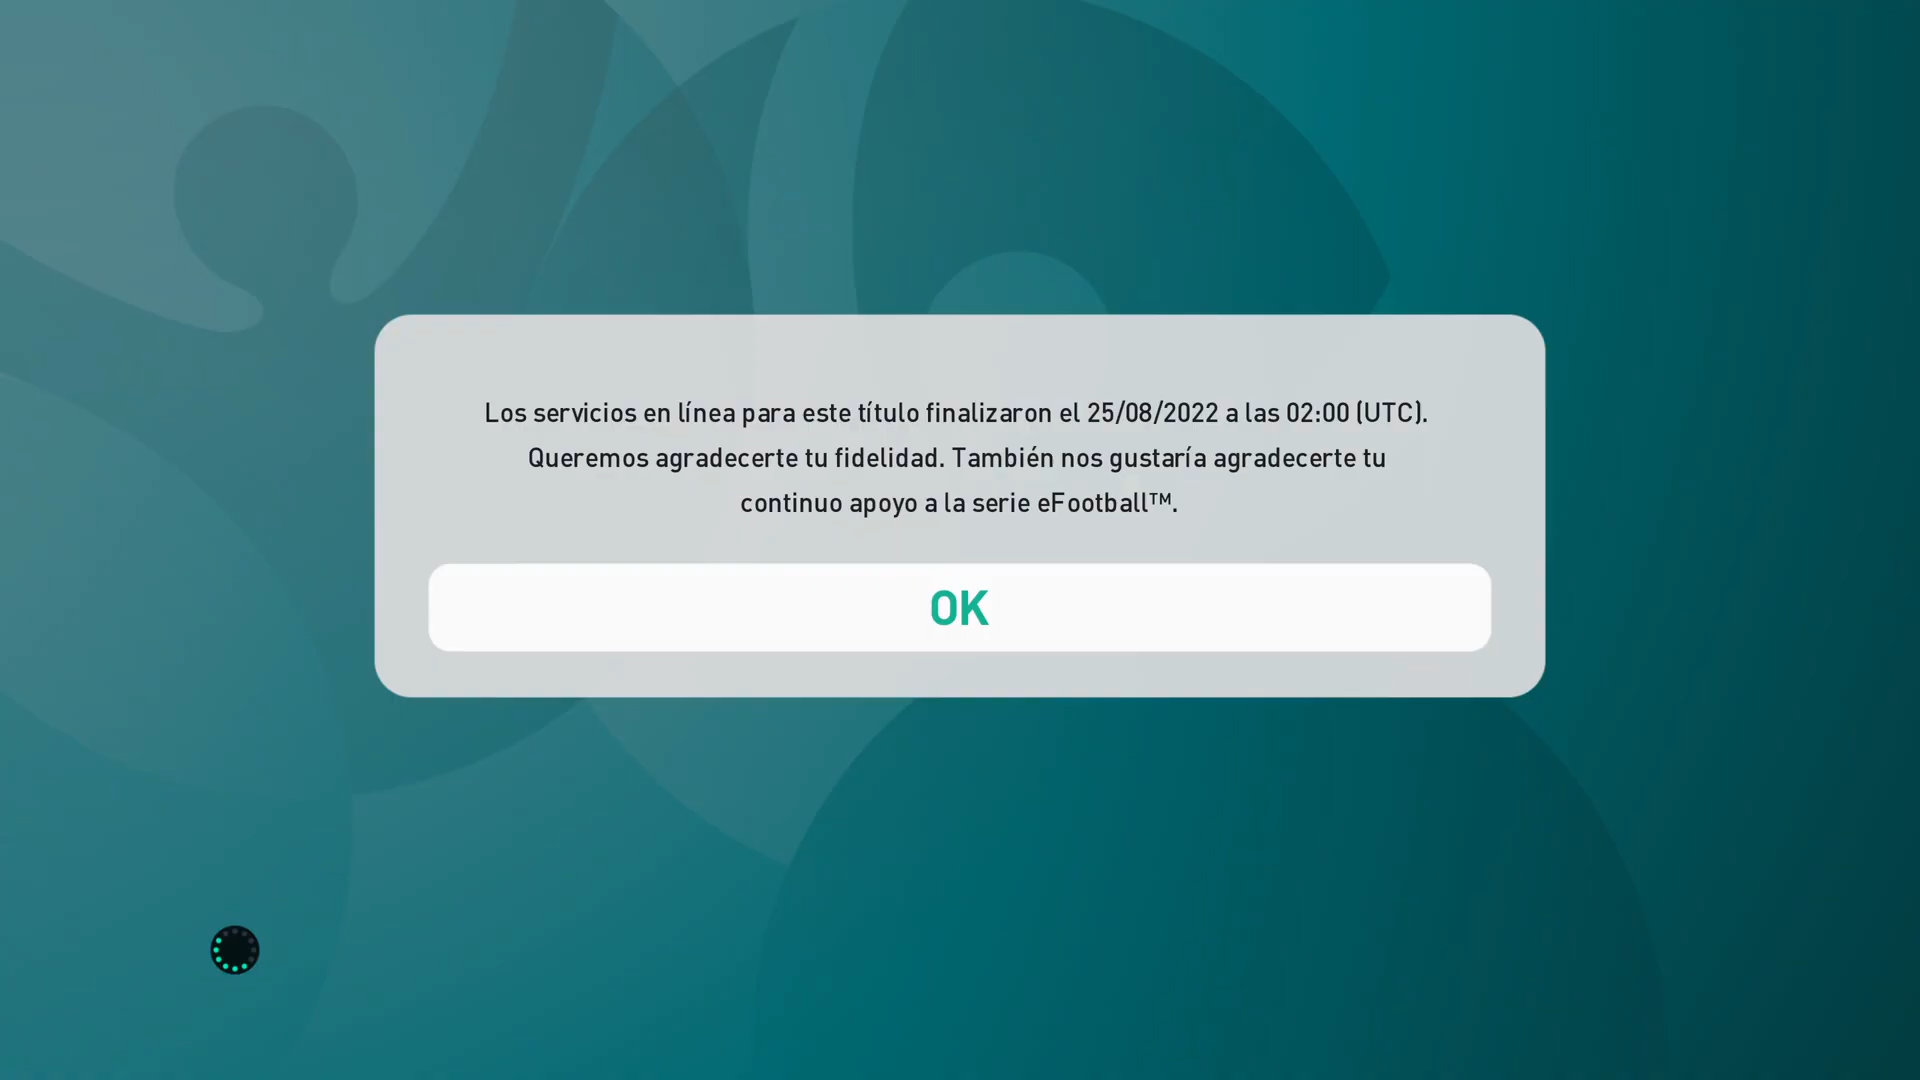 Los servicios en línea para este título finalizaron el 25/08/2022 a las 02:00 (UTC).
Queremos agradecerte tu fidelidad. También nos gustaría agradecerte tu
continuo apoyo a la serie eFootball™.
OK